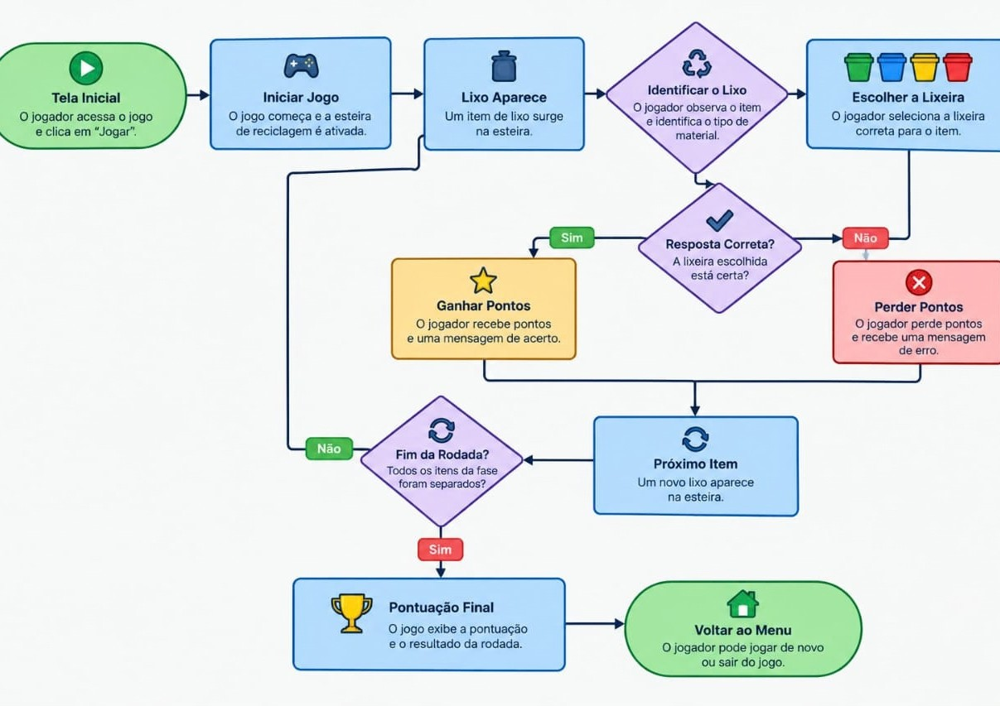 Tela Inicial
O jogador acessa o jogo
e clica em “Jogar”.
Iniciar Jogo
O jogo começa e a esteira
de reciclagem é ativada.
Lixo Aparece
Um item de lixo surge
na esteira.
Identificar o Lixo
O jogador observa o item
e identifica o tipo de
material.
Escolher a Lixeira
O jogador seleciona a lixeira
correta para o item.
Resposta Correta?
A lixeira escolhida
está certa?
Sim
Não
Ganhar Pontos
O jogador recebe pontos
e uma mensagem de acerto.
Perder Pontos
O jogador perde pontos
e recebe uma mensagem
de erro.
Próximo Item
Um novo lixo aparece
na esteira.
Fim da Rodada?
Todos os itens da fase
foram separados?
Não
Sim
Pontuação Final
O jogo exibe a pontuação
e o resultado da rodada.
Voltar ao Menu
O jogador pode jogar de novo
ou sair do jogo.